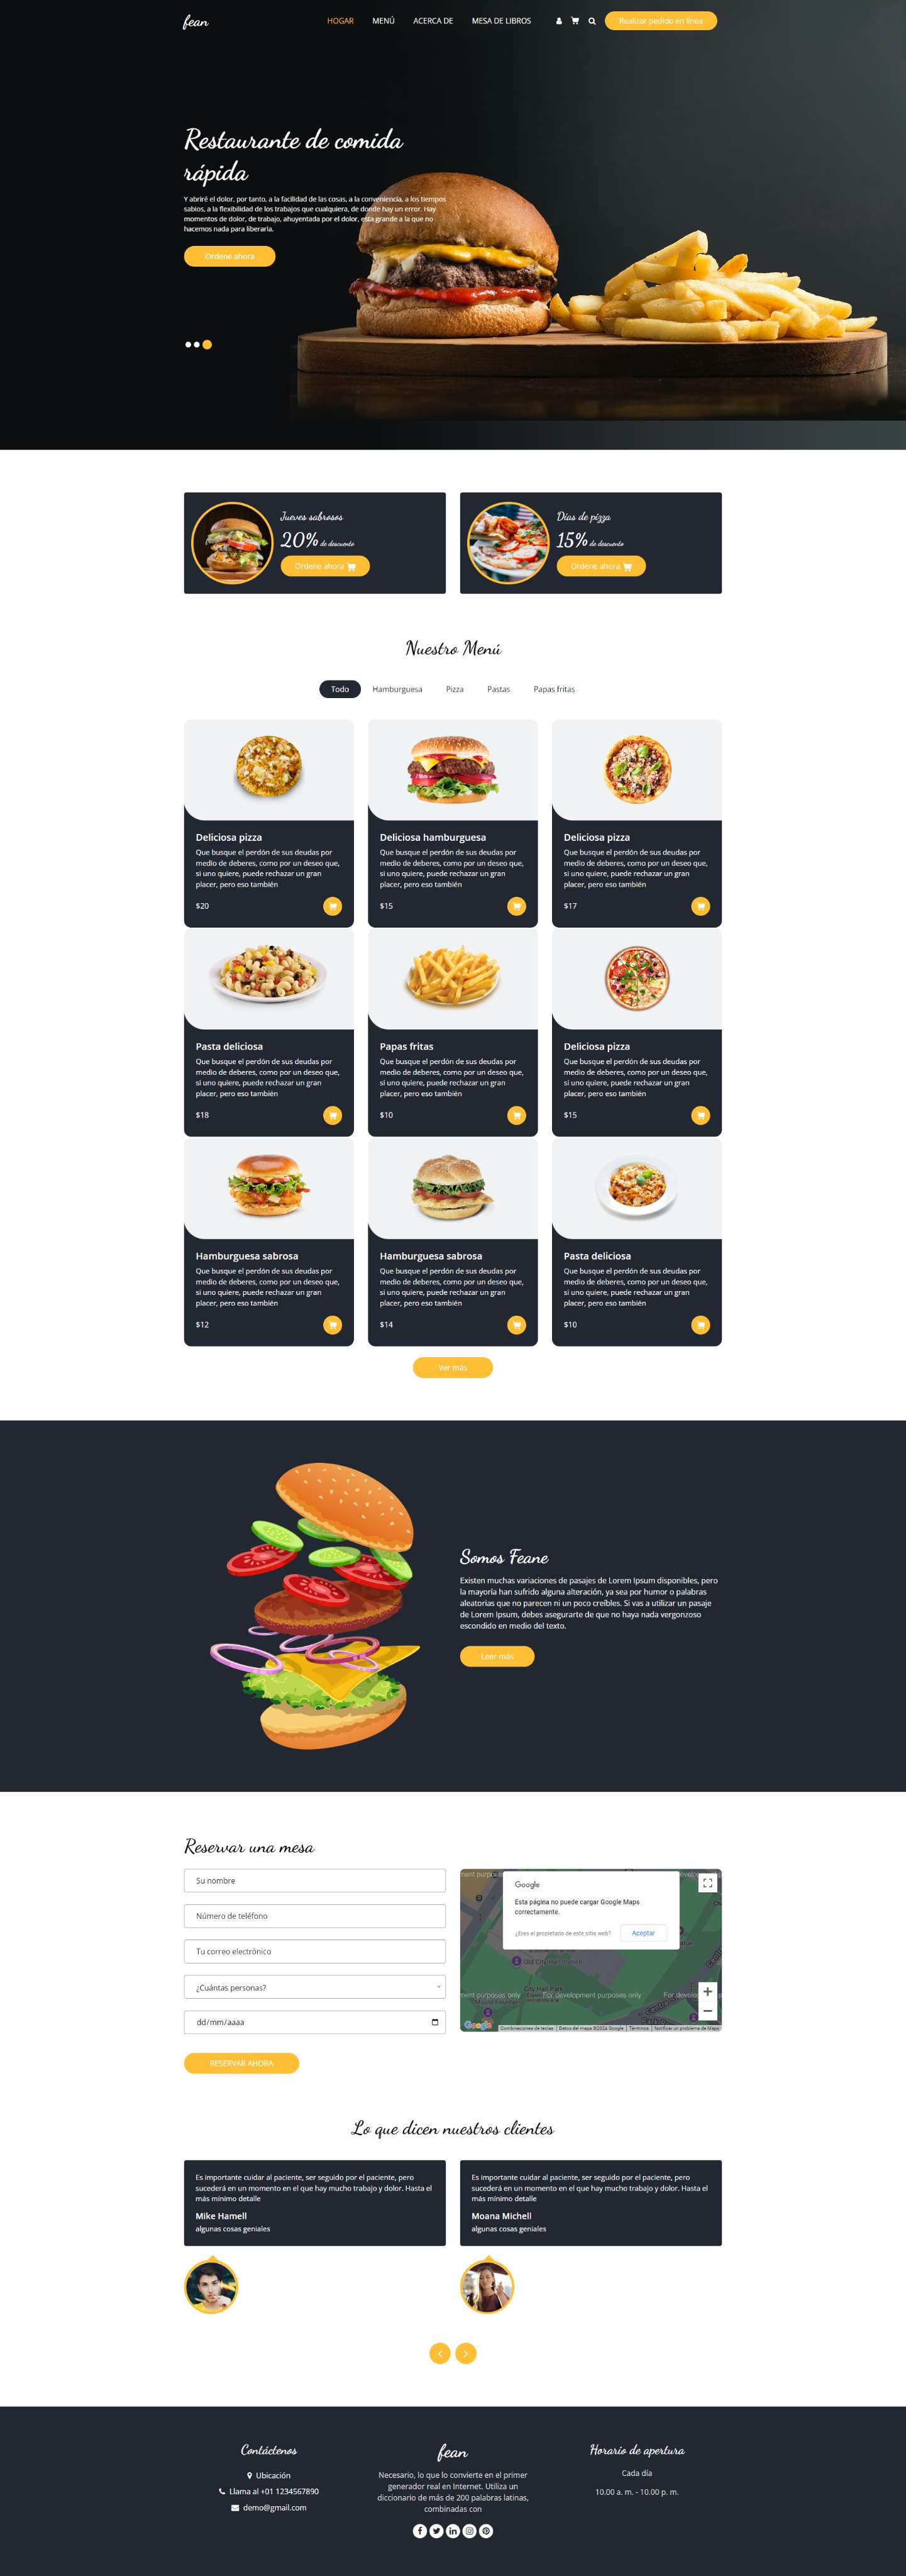 fean
HOGAR
MENÚ
ACERCA DE
MESA DE LIBROS
Realizar pedido en línea
Restaurante de comida
rápida
Y abriré el dolor, por tanto, a la facilidad de las cosas, a la conveniencia, a los tiempos
sabios, a la flexibilidad de los trabajos que cualquiera, de donde hay un error. Hay
momentos de dolor, de trabajo, ahuyentada por el dolor, esta grande a la que no
hacemos nada para liberarla.
Ordene ahora
Jueves sabrosos
20% de descuento
Ordene ahora
Días de pizza
15% de descuento
Ordene ahora
Nuestro Menú
Todo
Hamburguesa
Pizza
Pastas
Papas fritas
Deliciosa pizza
Que busque el perdón de sus deudas por
medio de deberes, como por un deseo que,
si uno quiere, puede rechazar un gran
placer, pero eso también
$20
Deliciosa hamburguesa
Que busque el perdón de sus deudas por
medio de deberes, como por un deseo que,
si uno quiere, puede rechazar un gran
placer, pero eso también
$15
Deliciosa pizza
Que busque el perdón de sus deudas por
medio de deberes, como por un deseo que,
si uno quiere, puede rechazar un gran
placer, pero eso también
$17
Pasta deliciosa
Que busque el perdón de sus deudas por
medio de deberes, como por un deseo que,
si uno quiere, puede rechazar un gran
placer, pero eso también
$18
Papas fritas
Que busque el perdón de sus deudas por
medio de deberes, como por un deseo que,
si uno quiere, puede rechazar un gran
placer, pero eso también
$10
Deliciosa pizza
Que busque el perdón de sus deudas por
medio de deberes, como por un deseo que,
si uno quiere, puede rechazar un gran
placer, pero eso también
$15
Hamburguesa sabrosa
Que busque el perdón de sus deudas por
medio de deberes, como por un deseo que,
si uno quiere, puede rechazar un gran
placer, pero eso también
$12
Hamburguesa sabrosa
Que busque el perdón de sus deudas por
medio de deberes, como por un deseo que,
si uno quiere, puede rechazar un gran
placer, pero eso también
$14
Pasta deliciosa
Que busque el perdón de sus deudas por
medio de deberes, como por un deseo que,
si uno quiere, puede rechazar un gran
placer, pero eso también
$10
Ver más
Somos Feane
Existen muchas variaciones de pasajes de Lorem Ipsum disponibles, pero
la mayoría han sufrido alguna alteración, ya sea por humor o palabras
aleatorias que no parecen ni un poco creíbles. Si vas a utilizar un pasaje
de Lorem Ipsum, debes asegurarte de que no haya nada vergonzoso
escondido en medio del texto.
Leer más
Reservar una mesa
Su nombre
Número de teléfono
Tu correo electrónico
¿Cuántas personas?
dd/mm/aaaa
RESERVAR AHORA
Google
Esta página no puede cargar Google Maps
correctamente.
¿Eres el propietario de este sitio web?
Aceptar
City Hall Park
For development purposes only
Google
Combinaciones de teclas
Datos del mapa ©2024 Google
Términos
Notificar un problema de Maps
Lo que dicen nuestros clientes
Es importante cuidar al paciente, ser seguido por el paciente, pero
sucederá en un momento en el que hay mucho trabajo y dolor. Hasta el
más mínimo detalle
Mike Hamell
algunas cosas geniales
Es importante cuidar al paciente, ser seguido por el paciente, pero
sucederá en un momento en el que hay mucho trabajo y dolor. Hasta el
más mínimo detalle
Moana Michell
algunas cosas geniales
Contáctenos
Ubicación
Llama al +01 1234567890
demo@gmail.com
fean
Necesario, lo que lo convierte en el primer
generador real en Internet. Utiliza un
diccionario de más de 200 palabras latinas,
combinadas con
Horario de apertura
Cada día
10.00 a. m. - 10.00 p. m.